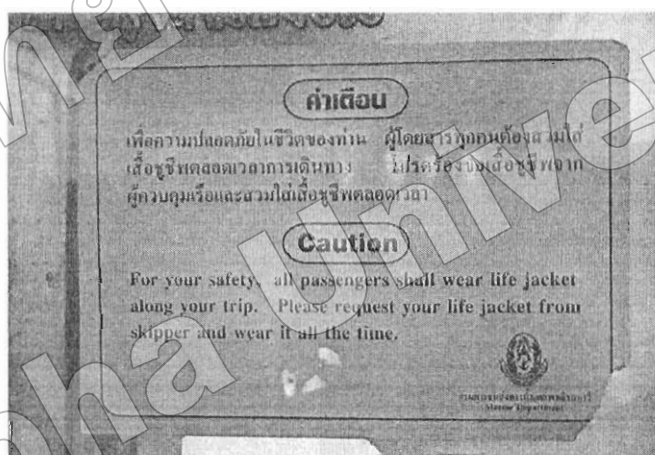 คำเตือน
เพื่อความปลอดภัยในชีวิตของท่าน ผู้โดยสารทุกคนต้องสวมใส่
เสื้อชูชีพตลอดเวลาการเดินทาง โปรดร้องขอเสื้อชูชีพจาก
ผู้ควบคุมเรือและสวมใส่เสื้อชูชีพตลอดเวลา
Caution
For your safety, all passengers shall wear life jacket
along your trip. Please request your life jacket from
skipper and wear it all the time.